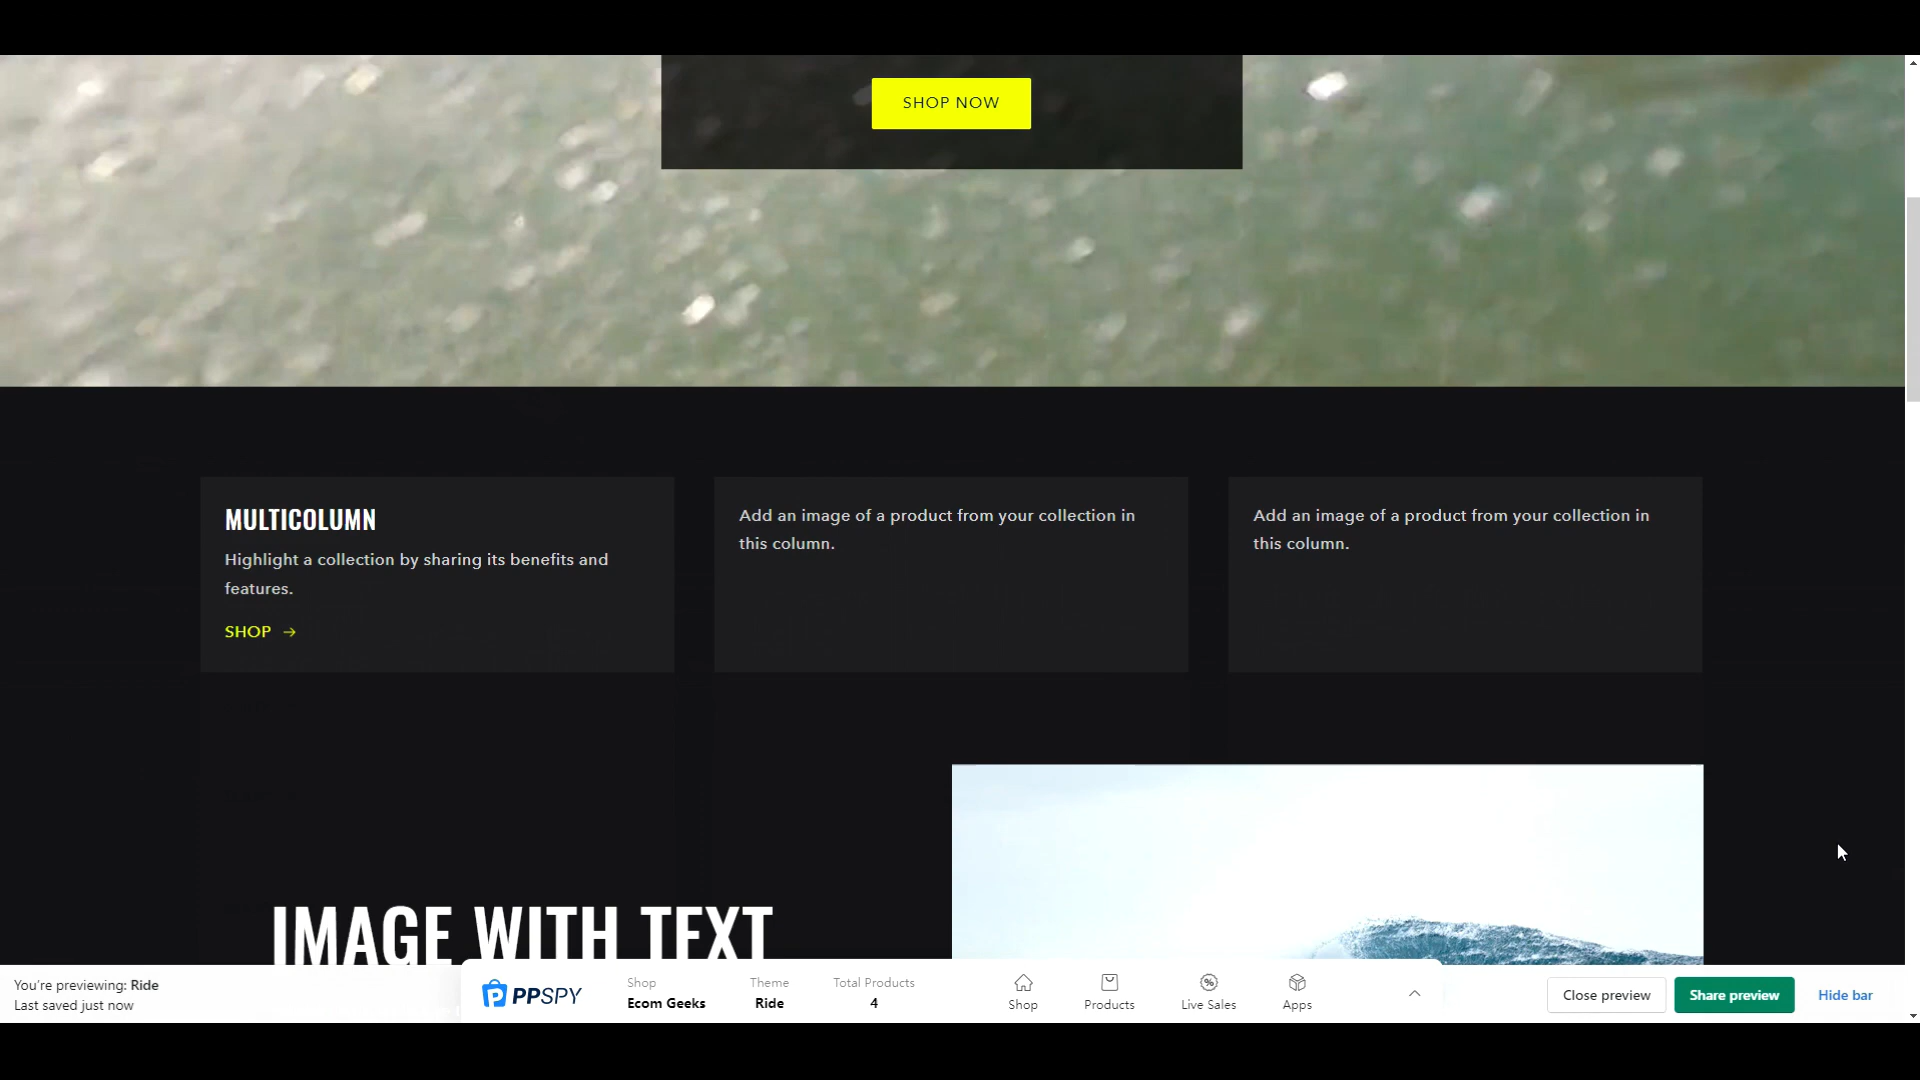 SHOP NOW
MULTICOLUMN
Highlight a collection by sharing its benefits and
features.
SHOP →
Add an image of a product from your collection in
this column.
Add an image of a product from your collection in
this column.
IMAGE WITH TEXT
You're previewing: Ride
Last saved just now
PPSPY
Shop
Ecom Geeks
Theme
Ride
Total Products
4
Shop
Products
Live Sales
Apps
Close preview
Share preview
Hide bar